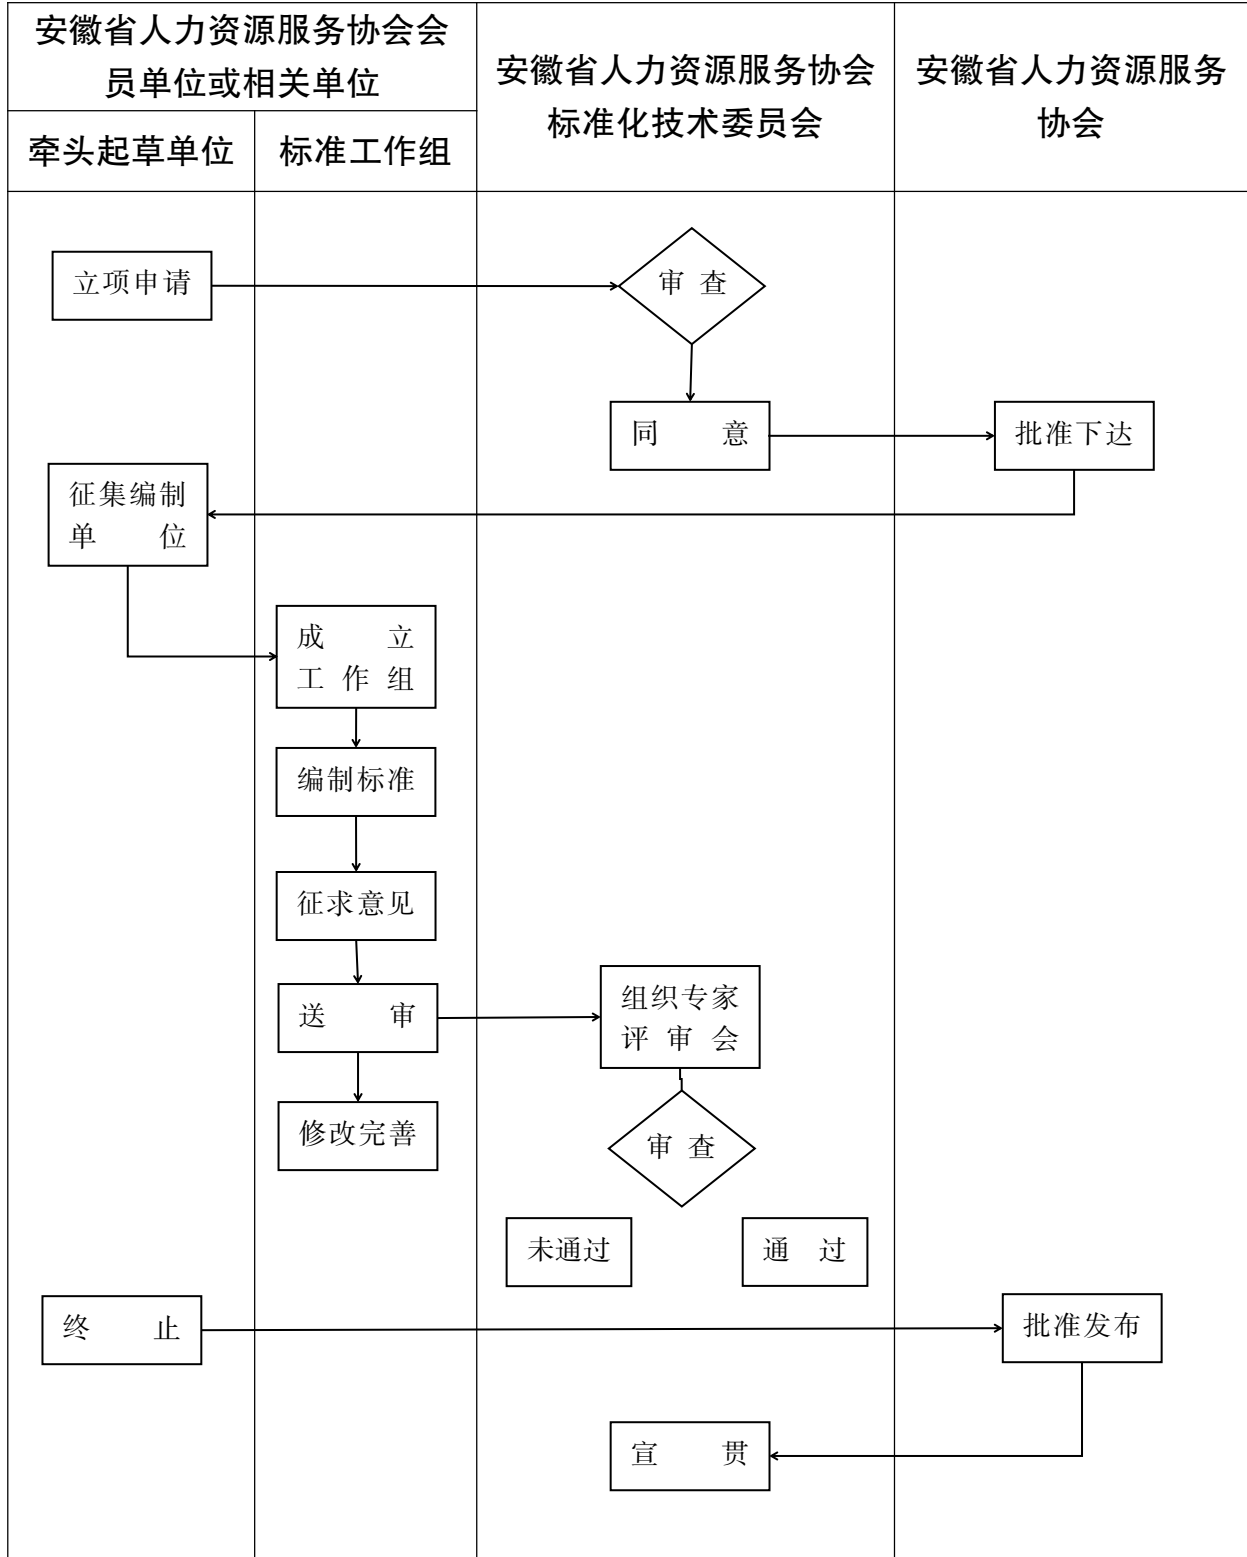 安徽省人力资源服务协会会
员单位或相关单位
安徽省人力资源服务协会
标准化技术委员会
安徽省人力资源服务
协会
牵头起草单位
标准工作组
立项申请
审 查
同 意
批准下达
征集编制
单 位
成 立
工 作 组
编制标准
征求意见
送 审
组织专家
评 审 会
修改完善
审 查
未通过
通 过
终 止
批准发布
宣 贯